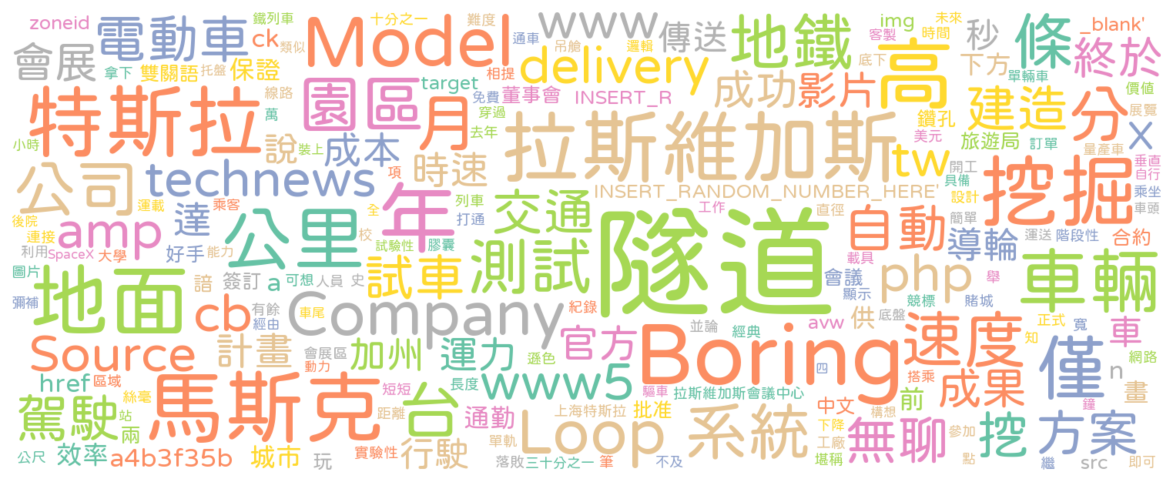 zoneid 電動車 鐵列車 ck 十分之一 難度 Model 類似 通車 www 吊艙 邏輯 傳送 地鐵 img 客製 未來 時間 高 秒 條 _blank' 終於
會展 拿下 雙關語 托盤 保證 target 相提 delivery 底下 下方 單輛車 價值
特斯拉 線路 萬 園區 月 免費 穿過 去年 董事會 INSERT_R 成功 影片 鑽孔 美元 建造 旅遊局 分 訂單 展覽 X 量產車
小時 裝上 說 成本 項 時速 拉斯維加斯 tw 開工 具備 挖掘 垂直 自行
公司 technews 年 列車 INSERT_RANDOM_NUMBER_HERE' 設計 乘坐 車頭
後院 運載 達 乘客 公里 全 打通 交通 工作 直徑 自動 簡單
連接 amp 利用 SpaceX 大學 好手 能力 校 試驗性 膠囊 測試 隧道 載具 導輪 運送 階段性 合約
圖片 諳 簽訂 a 可想 人員 史 試車 會議 顯示 php 舉 車輛
地面 彌補 cb 有餘 經由 車尾 Company 紀錄 並論 經典 供 底盤 競標 賭城 正式 寬 知
Source 計畫 會展區 動力 加州 遜色 運力 官方 Boring avw 速度 僅 車 網路
href 區域 絲毫 馬斯克 短短 長度 www5 四 驅車 拉斯維加斯會議中心 搭乘 成果 n 畫
駕駛 站 兩 距離 台 通勤 上海特斯拉 批准 中文 構想 前 鐘
公尺 效率 a4b3f35b 城市 玩 實驗性 行駛 單軌 落敗 Loop 三十分之一 筆 系統 不及 下降 工廠 堪稱 無聊 參加 點 挖 方案 繼 src 即可